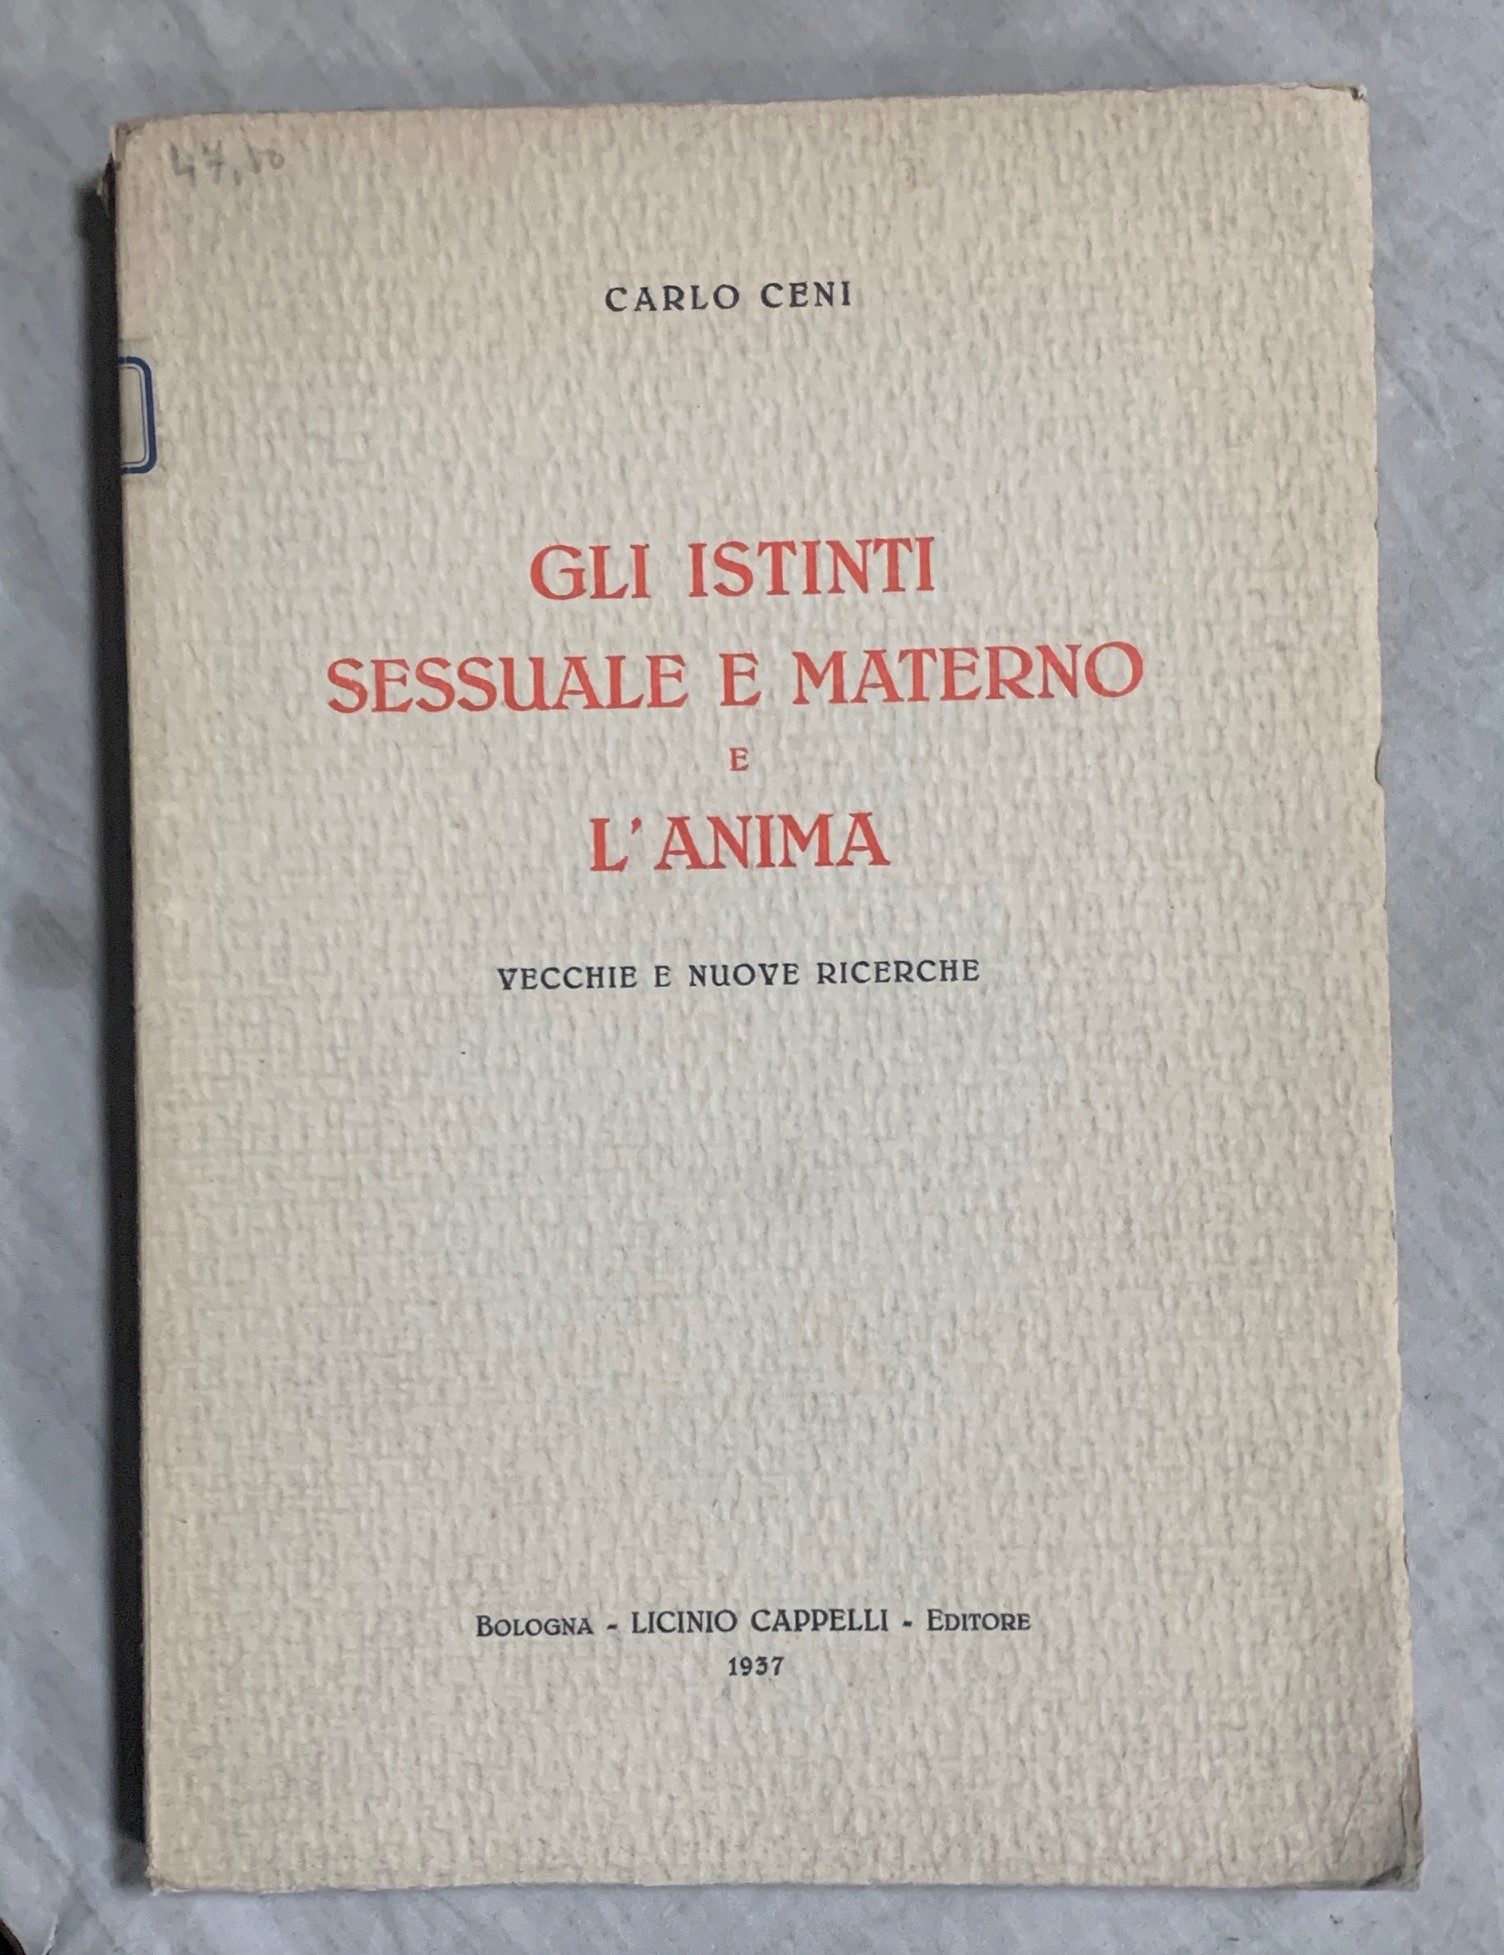 CARLO CENI
GLI ISTINTI
SESSUALE E MATERNO
E
L'ANIMA
VECCHIE E NUOVE RICERCHE
BOLOGNA - LICINIO CAPPELLI - EDITORE
1937